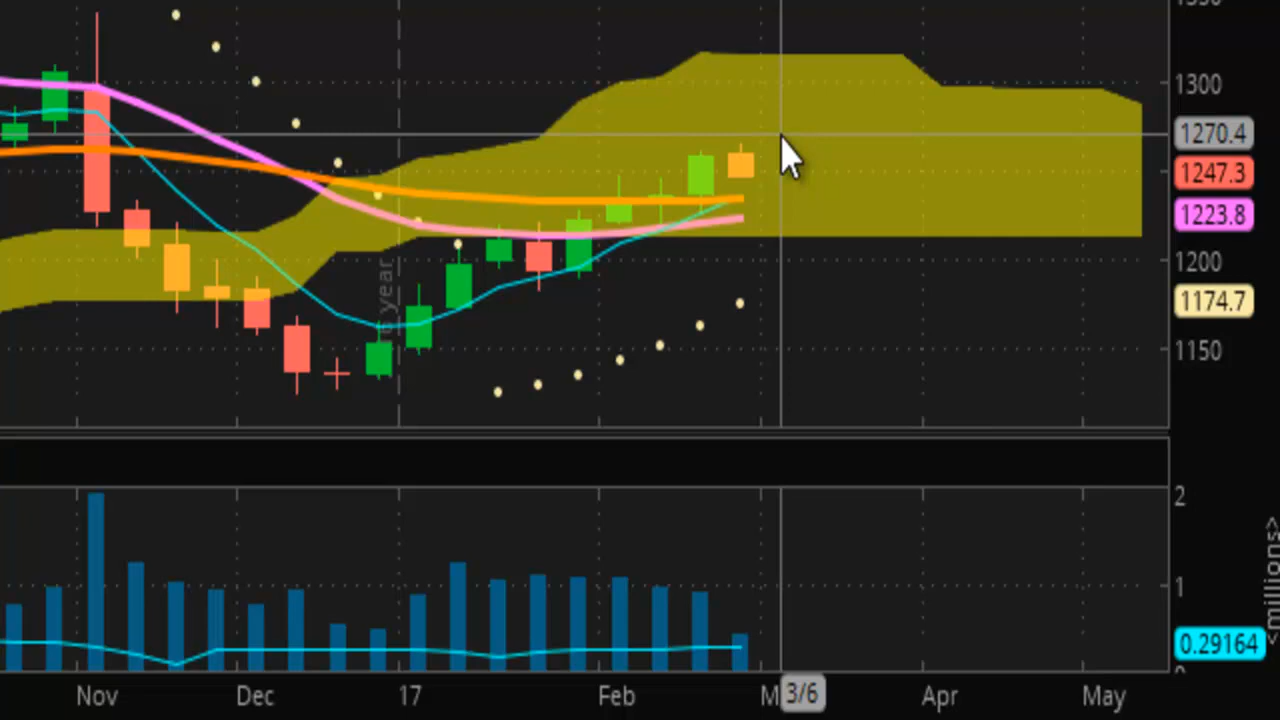 1300
1270.4
1247.3
1223.8
1200
1174.7
1150
year
2
1
<millions>
0.29164
Nov
Dec
17
Feb
M
3/6
Apr
May